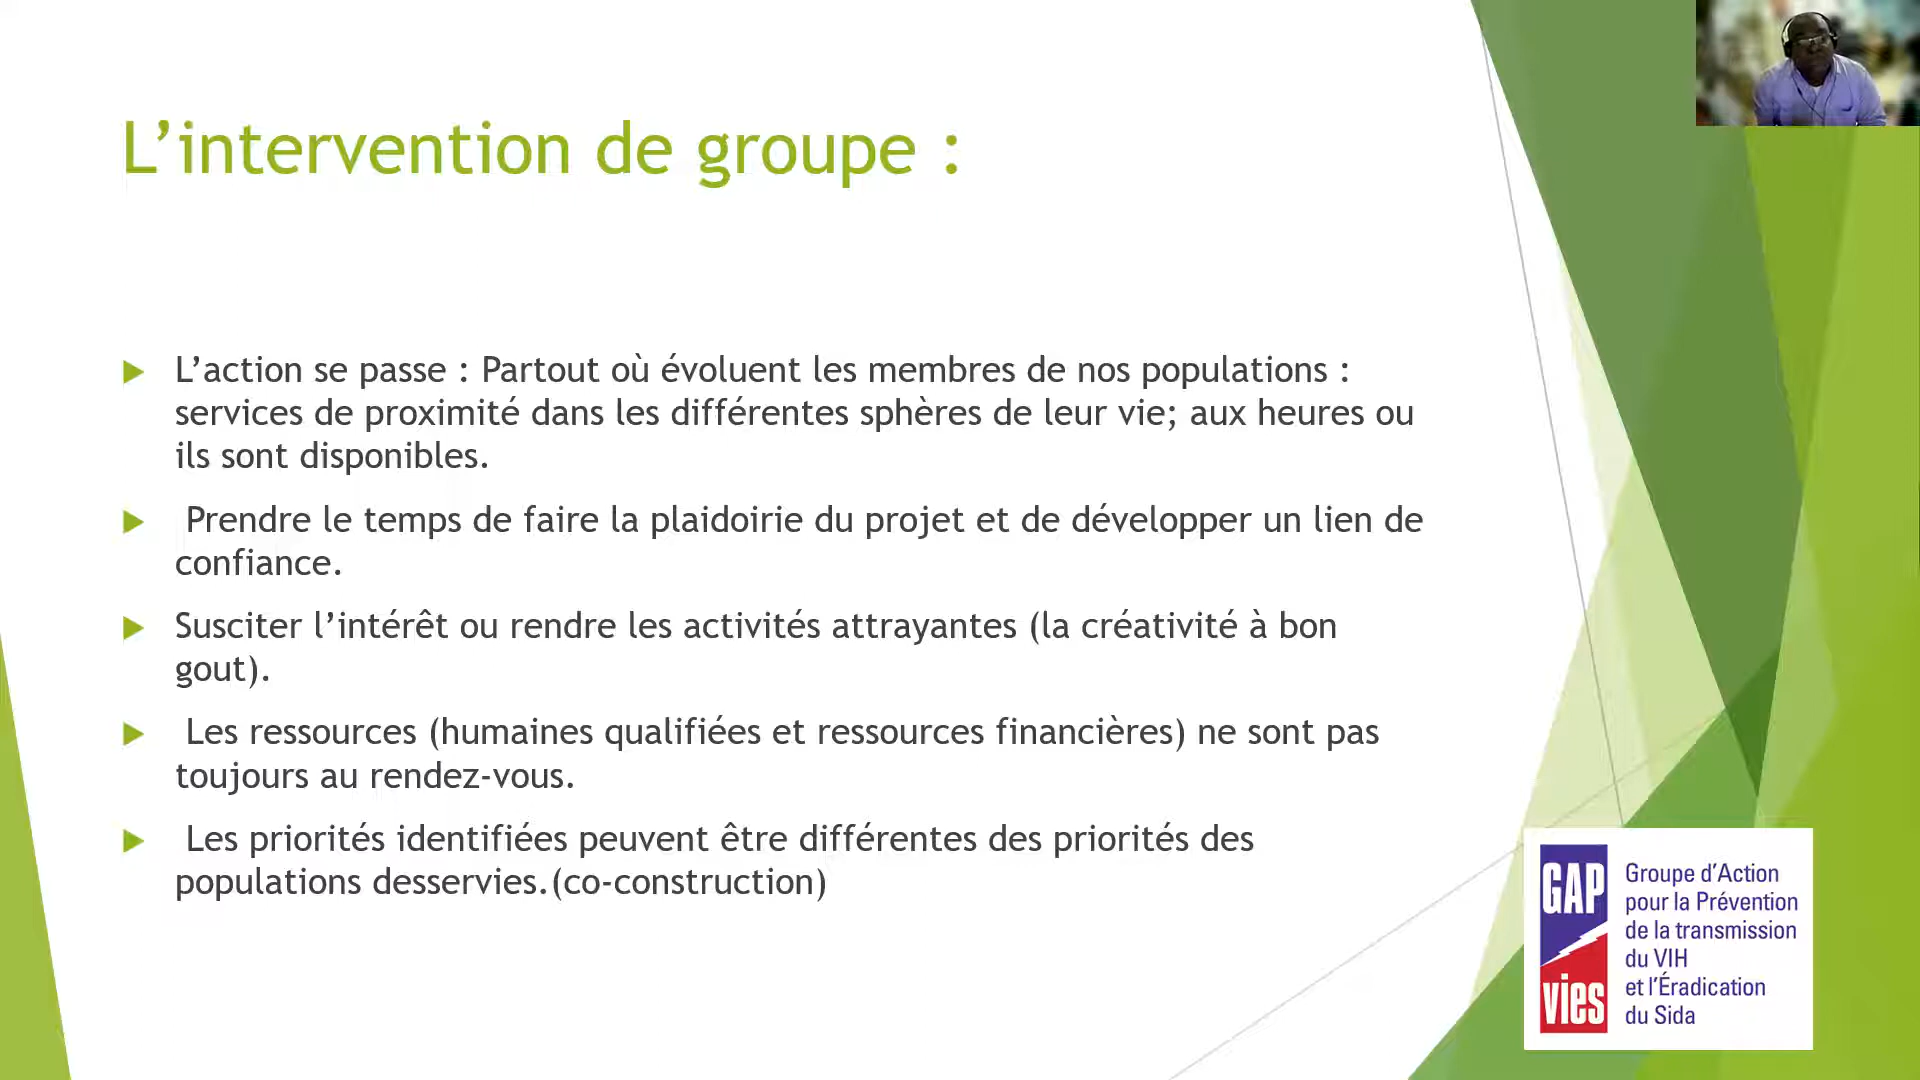 L’intervention de groupe :
L’action se passe : Partout où évoluent les membres de nos populations :
services de proximité dans les différentes sphères de leur vie; aux heures ou
ils sont disponibles.
Prendre le temps de faire la plaidoirie du projet et de développer un lien de
confiance.
Susciter l’intérêt ou rendre les activités attrayantes (la créativité à bon
gout).
Les ressources (humaines qualifiées et ressources financières) ne sont pas
toujours au rendez-vous.
Les priorités identifiées peuvent être différentes des priorités des
populations desservies.(co-construction)
GAP
vies
Groupe d’Action
pour la Prévention
de la transmission
du VIH
et l’Éradication
du Sida